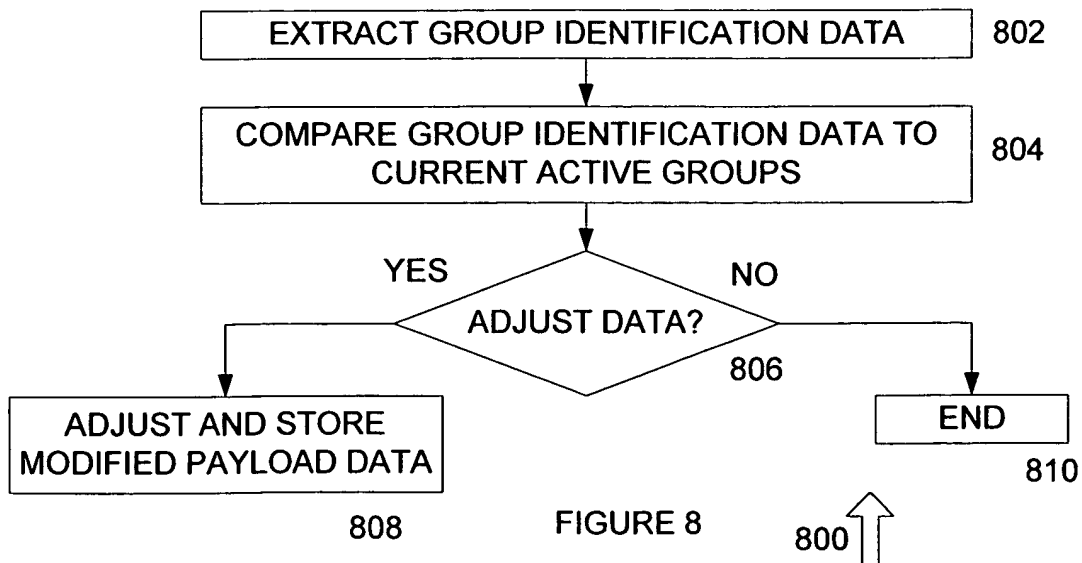 EXTRACT GROUP IDENTIFICATION DATA
802
COMPARE GROUP IDENTIFICATION DATA TO
CURRENT ACTIVE GROUPS
804
YES
NO
ADJUST DATA?
806
ADJUST AND STORE
MODIFIED PAYLOAD DATA
808
END
810
FIGURE 8
800